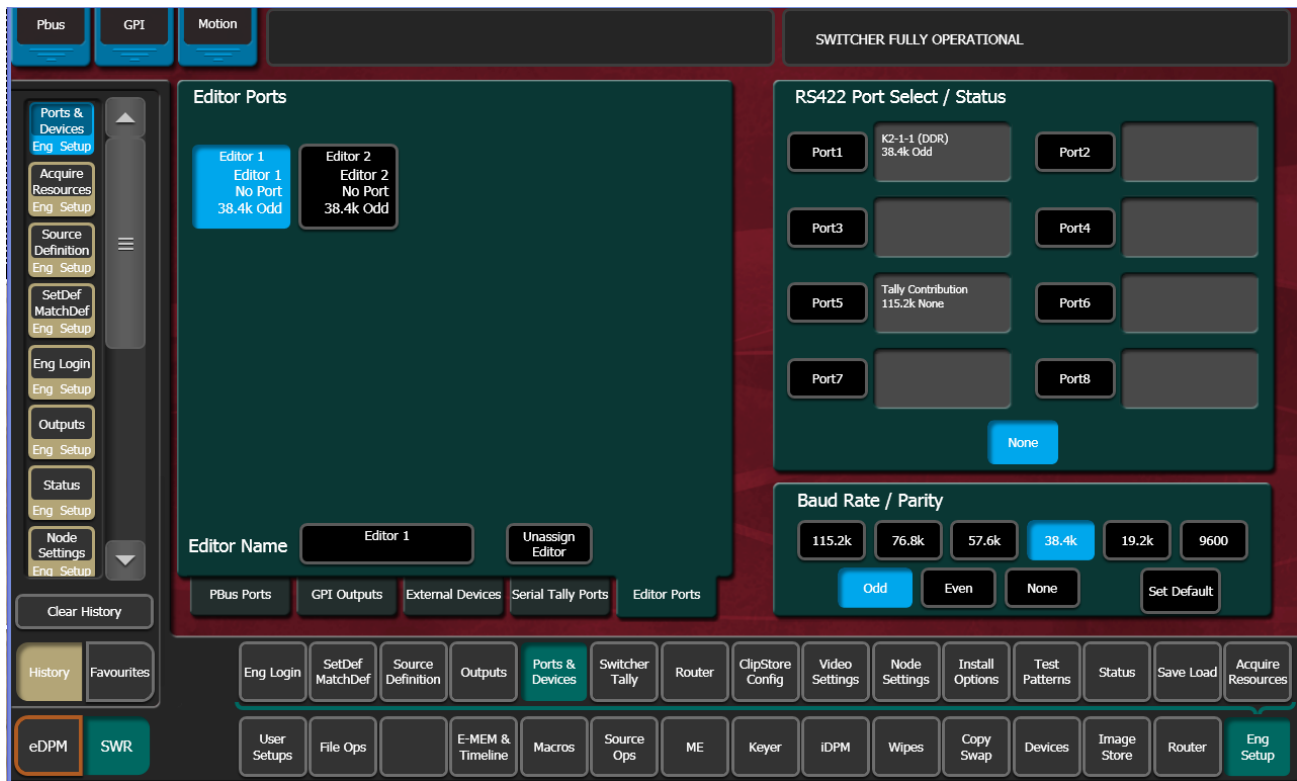 Pbus
GPI
Motion
SWITCHER FULLY OPERATIONAL
Ports &
Devices
Eng Setup
Acquire
Resources
Eng Setup
Source
Definition
Eng Setup
SetDef
MatchDef
Eng Setup
Eng Login
Eng Setup
Outputs
Eng Setup
Status
Eng Setup
Node
Settings
Eng Setup
Clear History
History
Favourites
eDPM
SWR
Editor Ports
Editor 1
Editor 1
No Port
38.4k Odd
Editor 2
Editor 2
No Port
38.4k Odd
Editor Name
Editor 1
Unassign
Editor
PBus Ports
GPI Outputs
External Devices
Serial Tally Ports
Editor Ports
RS422 Port Select / Status
Port1
K2-1-1 (DDR)
38.4k Odd
Port2
Port3
Port4
Port5
Tally Contribution
115.2k None
Port6
Port7
Port8
None
Baud Rate / Parity
115.2k
76.8k
57.6k
38.4k
19.2k
9600
Odd
Even
None
Set Default
Eng Login
SetDef
MatchDef
Source
Definition
Outputs
Ports &
Devices
Switcher
Tally
Router
ClipStore
Config
Video
Settings
Node
Settings
Install
Options
Test
Patterns
Status
Save Load
Acquire
Resources
User
Setups
File Ops
E-MEM &
Timeline
Macros
Source
Ops
ME
Keyer
iDPM
Wipes
Copy
Swap
Devices
Image
Store
Router
Eng
Setup